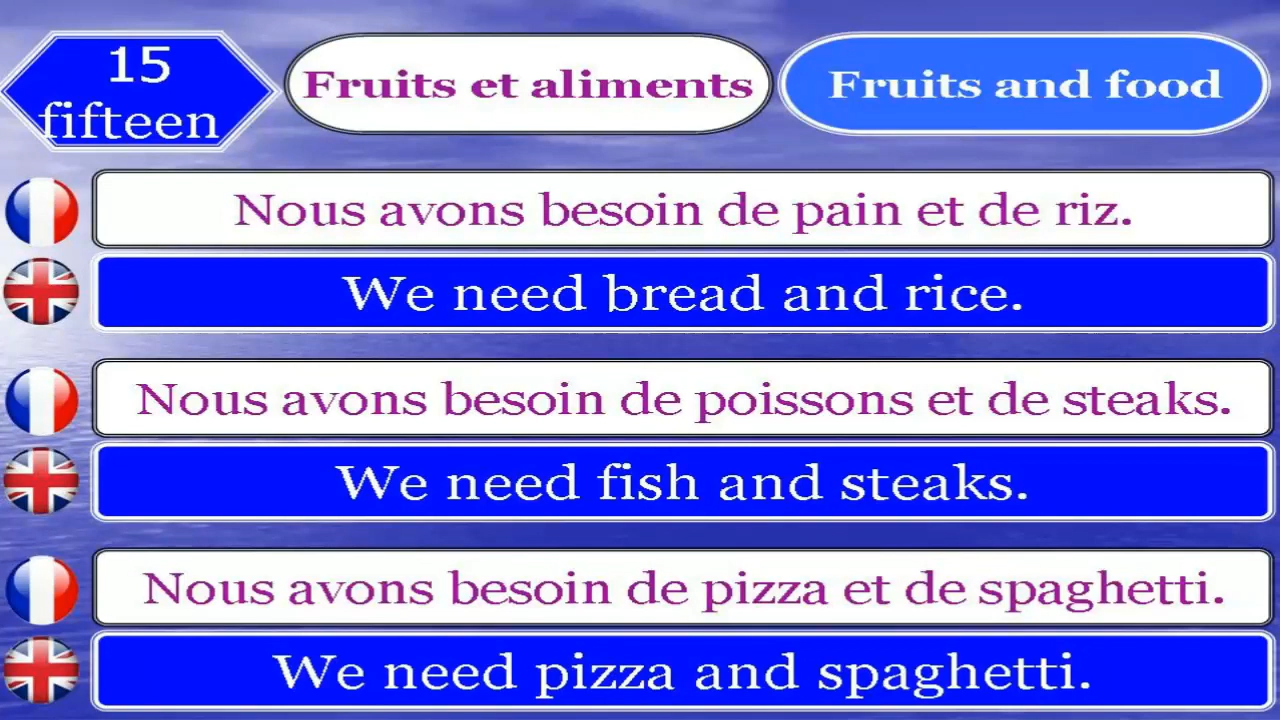 15
fifteen
Fruits et aliments
Fruits and food
Nous avons besoin de pain et de riz.
We need bread and rice.
Nous avons besoin de poissons et de steaks.
We need fish and steaks.
Nous avons besoin de pizza et de spaghetti.
We need pizza and spaghetti.